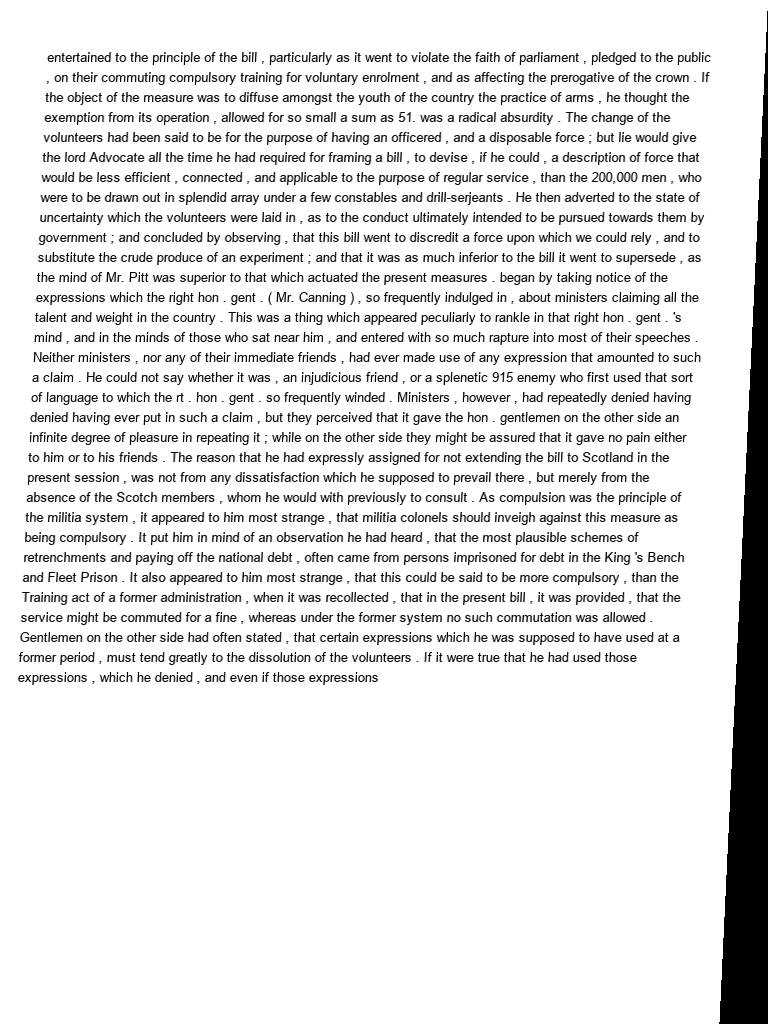 entertained to the principle of the bill , particularly as it went to violate the faith of parliament , pledged to the public
, on their commuting compulsory training for voluntary enrolment , and as affecting the prerogative of the crown . If
the object of the measure was to diffuse amongst the youth of the country the practice of arms , he thought the
exemption from its operation , allowed for so small a sum as 51. was a radical absurdity . The change of the
volunteers had been said to be for the purpose of having an officered , and a disposable force ; but lie would give
the lord Advocate all the time he had required for framing a bill , to devise , if he could , a description of force that
would be less efficient , connected , and applicable to the purpose of regular service , than the 200,000 men , who
were to be drawn out in splendid array under a few constables and drill-serjeants . He then adverted to the state of
uncertainty which the volunteers were laid in , as to the conduct ultimately intended to be pursued towards them by
government ; and concluded by observing , that this bill went to discredit a force upon which we could rely , and to
substitute the crude produce of an experiment ; and that it was as much inferior to the bill it went to supersede , as
the mind of Mr. Pitt was superior to that which actuated the present measures . began by taking notice of the
expressions which the right hon . gent . ( Mr. Canning ) , so frequently indulged in , about ministers claiming all the
talent and weight in the country . This was a thing which appeared peculiarly to rankle in that right hon . gent . 's
mind , and in the minds of those who sat near him , and entered with so much rapture into most of their speeches .
Neither ministers , nor any of their immediate friends , had ever made use of any expression that amounted to such
a claim . He could not say whether it was , an injudicious friend , or a splenetic 915 enemy who first used that sort
of language to which the rt . hon . gent . so frequently winded . Ministers , however , had repeatedly denied having
denied having ever put in such a claim , but they perceived that it gave the hon . gentlemen on the other side an
infinite degree of pleasure in repeating it ; while on the other side they might be assured that it gave no pain either
to him or to his friends . The reason that he had expressly assigned for not extending the bill to Scotland in the
present session , was not from any dissatisfaction which he supposed to prevail there , but merely from the
absence of the Scotch members , whom he would with previously to consult . As compulsion was the principle of
the militia system , it appeared to him most strange , that militia colonels should inveigh against this measure as
being compulsory . It put him in mind of an observation he had heard , that the most plausible schemes of
retrenchments and paying off the national debt , often came from persons imprisoned for debt in the King 's Bench
and Fleet Prison . It also appeared to him most strange , that this could be said to be more compulsory , than the
Training act of a former administration , when it was recollected , that in the present bill , it was provided , that the
service might be commuted for a fine , whereas under the former system no such commutation was allowed .
Gentlemen on the other side had often stated , that certain expressions which he was supposed to have used at a
former period , must tend greatly to the dissolution of the volunteers . If it were true that he had used those
expressions , which he denied , and even if those expressions